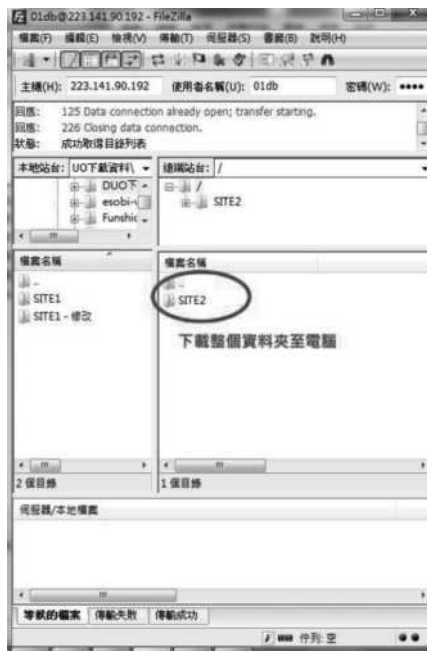 01db@223.141.90.192 - FileZilla
檔案(F) 編輯(E) 檢視(V) 傳輸(T) 伺服器(S) 書籤(B) 說明(H)
主機(H): 223.141.90.192 使用者名稱(U): 01db 密碼(W): ••••
回應: 125 Data connection already open; transfer starting.
回應: 226 Closing data connection.
狀態: 成功取得目錄列表
本地站台: UO下載資料\ 遠端站台: /
DUO下 /
esobi-v SITE2
Funshic
檔案名稱 檔案名稱
.. ..
SITE1 SITE2
SITE1 - 修改
下載整個資料夾至電腦
2 個目錄 1 個目錄
伺服器/本地檔案
等候的檔案 傳輸失敗 傳輸成功
佇列: 空